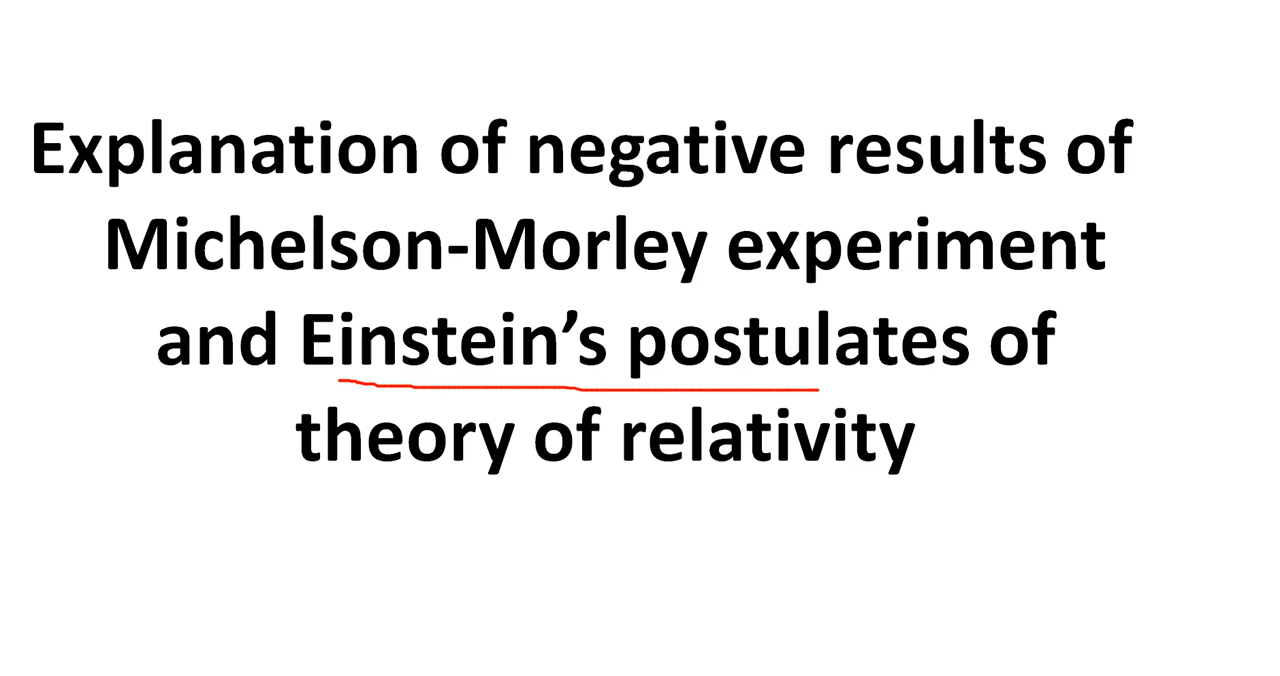 Explanation of negative results of
Michelson-Morley experiment
and Einstein’s postulates of
theory of relativity